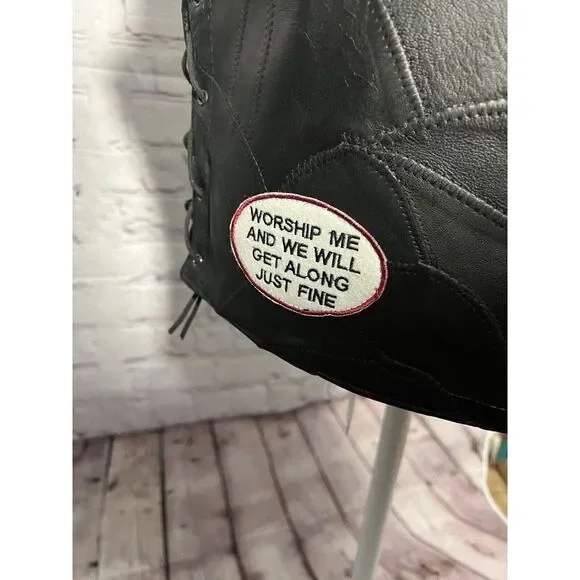 WORSHIP ME
AND WE WILL
GET ALONG
JUST FINE